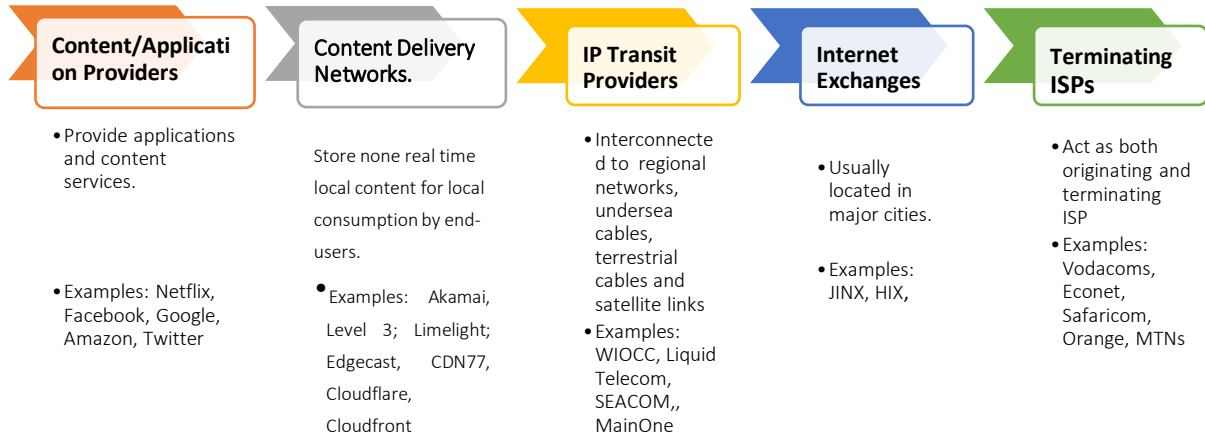 Content/Applicati
on Providers
• Provide applications
and content
services.
• Examples: Netflix,
Facebook, Google,
Amazon, Twitter
Content Delivery
Networks.
Store none real time
local content for local
consumption by end-
users.
• Examples: Akamai,
Level 3; Limelight;
Edgecast, CDN77,
Cloudflare,
Cloudfront
IP Transit
Providers
• Interconnecte
d to regional
networks,
undersea
cables,
terrestrial
cables and
satellite links
• Examples:
WIOCC, Liquid
Telecom,
SEACOM,,
MainOne
Internet
Exchanges
• Usually
located in
major cities.
• Examples:
JINX, HIX,
Terminating
ISPs
• Act as both
originating and
terminating
ISP
• Examples:
Vodacoms,
Econet,
Safaricom,
Orange, MTNs